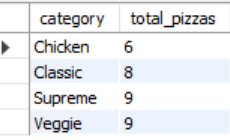 category total_pizzas
Chicken 6
Classic 8
Supreme 9
Veggie 9